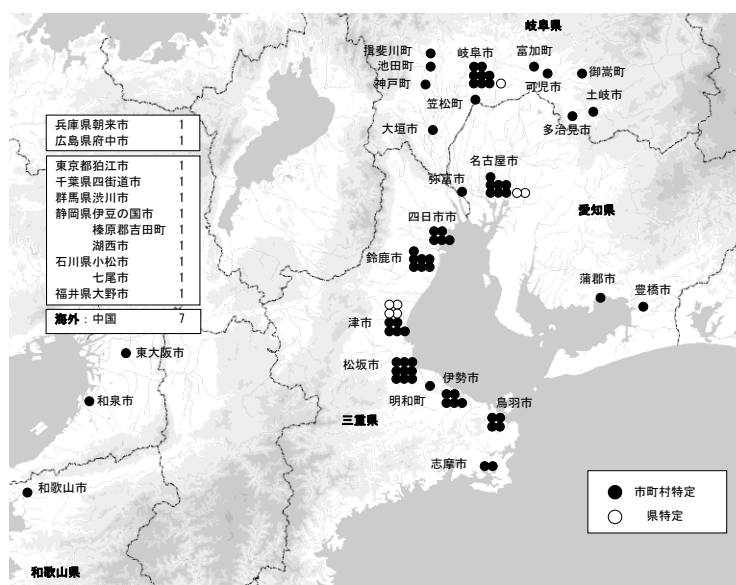 岐阜県
揖斐川町
岐阜市
富加町
池田町
御嵩町
神戸町
可児市
笠松町
土岐市
大垣市
多治見市
兵庫県朝来市 1
広島県府中市 1
東京都狛江市 1
千葉県四街道市 1
群馬県渋川市 1
静岡県伊豆の国市 1
榛原郡吉田町 1
湖西市 1
石川県小松市 1
七尾市 1
福井県大野市 1
海外：中国 7
名古屋市
弥富市
愛知県
四日市市
鈴鹿市
蒲郡市
豊橋市
津市
東大阪市
松坂市
伊勢市
和泉市
明和町
鳥羽市
三重県
志摩市
和歌山市
市町村特定
県特定
和歌山県